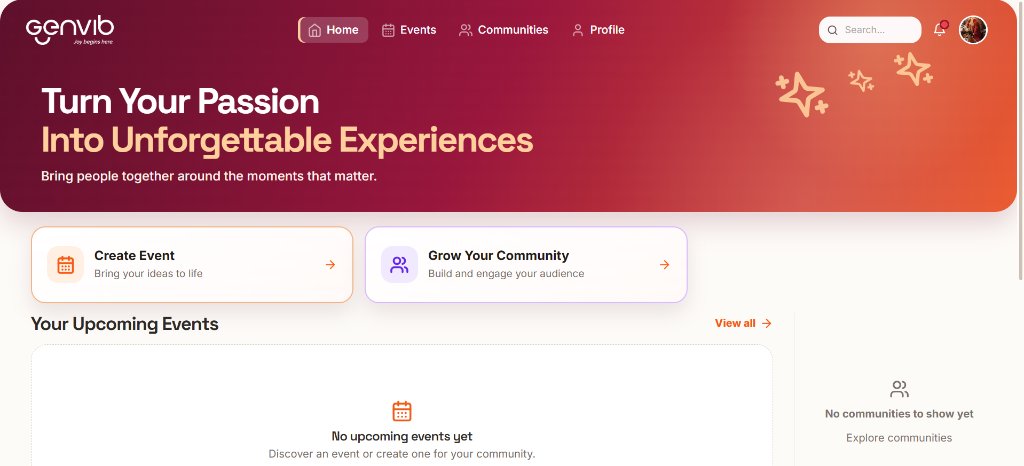 genvib
Joy begins here
Home
Events
Communities
Profile
Search...
Turn Your Passion
Into Unforgettable Experiences
Bring people together around the moments that matter.
Create Event
Bring your ideas to life
Grow Your Community
Build and engage your audience
Your Upcoming Events
View all
No upcoming events yet
Discover an event or create one for your community.
No communities to show yet
Explore communities